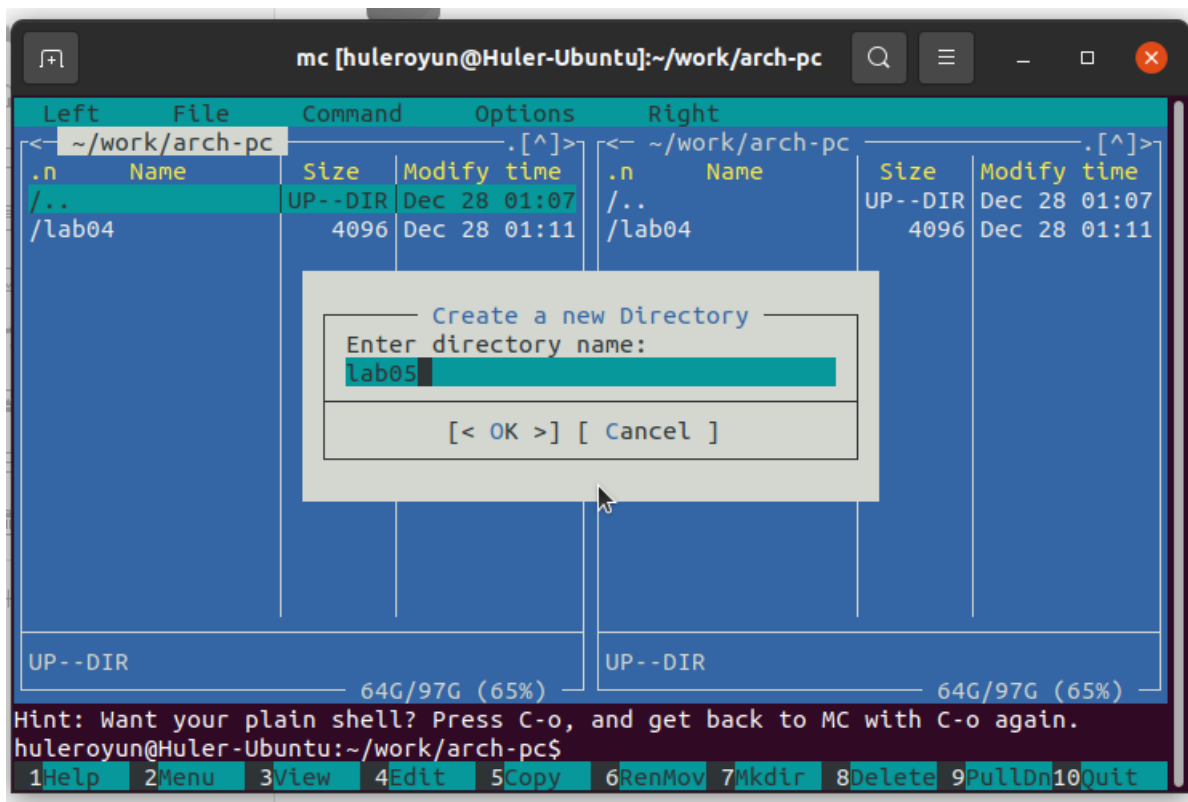 mc [huleroyun@Huler-Ubuntu]:~/work/arch-pc
Left File Command Options Right
<─ ~/work/arch-pc ─.[^]>
.n Name Size Modify time
/.. UP--DIR Dec 28 01:07
/lab04 4096 Dec 28 01:11
<─ ~/work/arch-pc ─.[^]>
.n Name Size Modify time
/.. UP--DIR Dec 28 01:07
/lab04 4096 Dec 28 01:11
Create a new Directory
Enter directory name:
lab05
[< OK >] [ Cancel ]
UP--DIR
64G/97G (65%)
UP--DIR
64G/97G (65%)
Hint: Want your plain shell? Press C-o, and get back to MC with C-o again.
huleroyun@Huler-Ubuntu:~/work/arch-pc$
1Help 2Menu 3View 4Edit 5Copy 6RenMov 7Mkdir 8Delete 9PullDn 10Quit